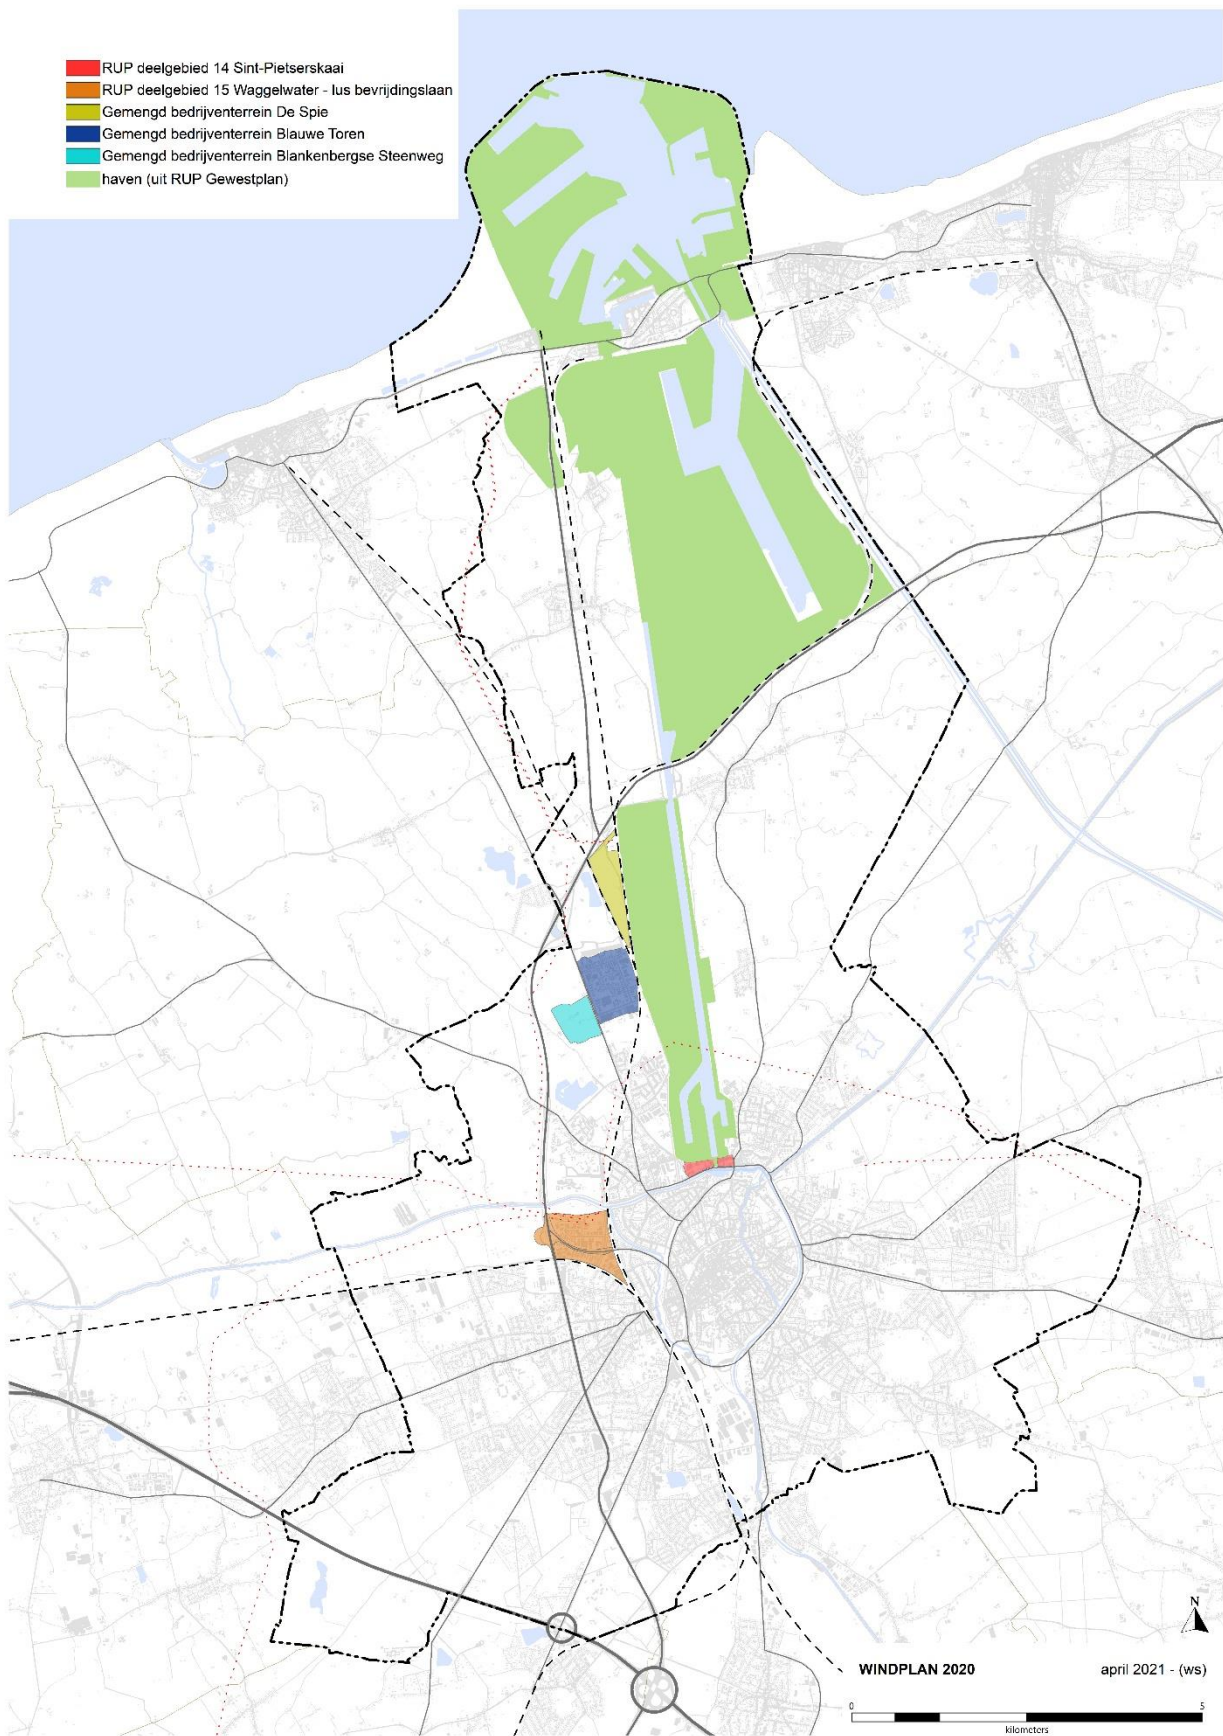 RUP deelgebied 14 Sint-Pietserskaai
RUP deelgebied 15 Waggelwater - lus bevrijdingslaan
Gemengd bedrijventerrein De Spie
Gemengd bedrijventerrein Blauwe Toren
Gemengd bedrijventerrein Blankenbergse Steenweg
haven (uit RUP Gewestplan)
N
WINDPLAN 2020 april 2021 - (ws)
0 5
kilometers